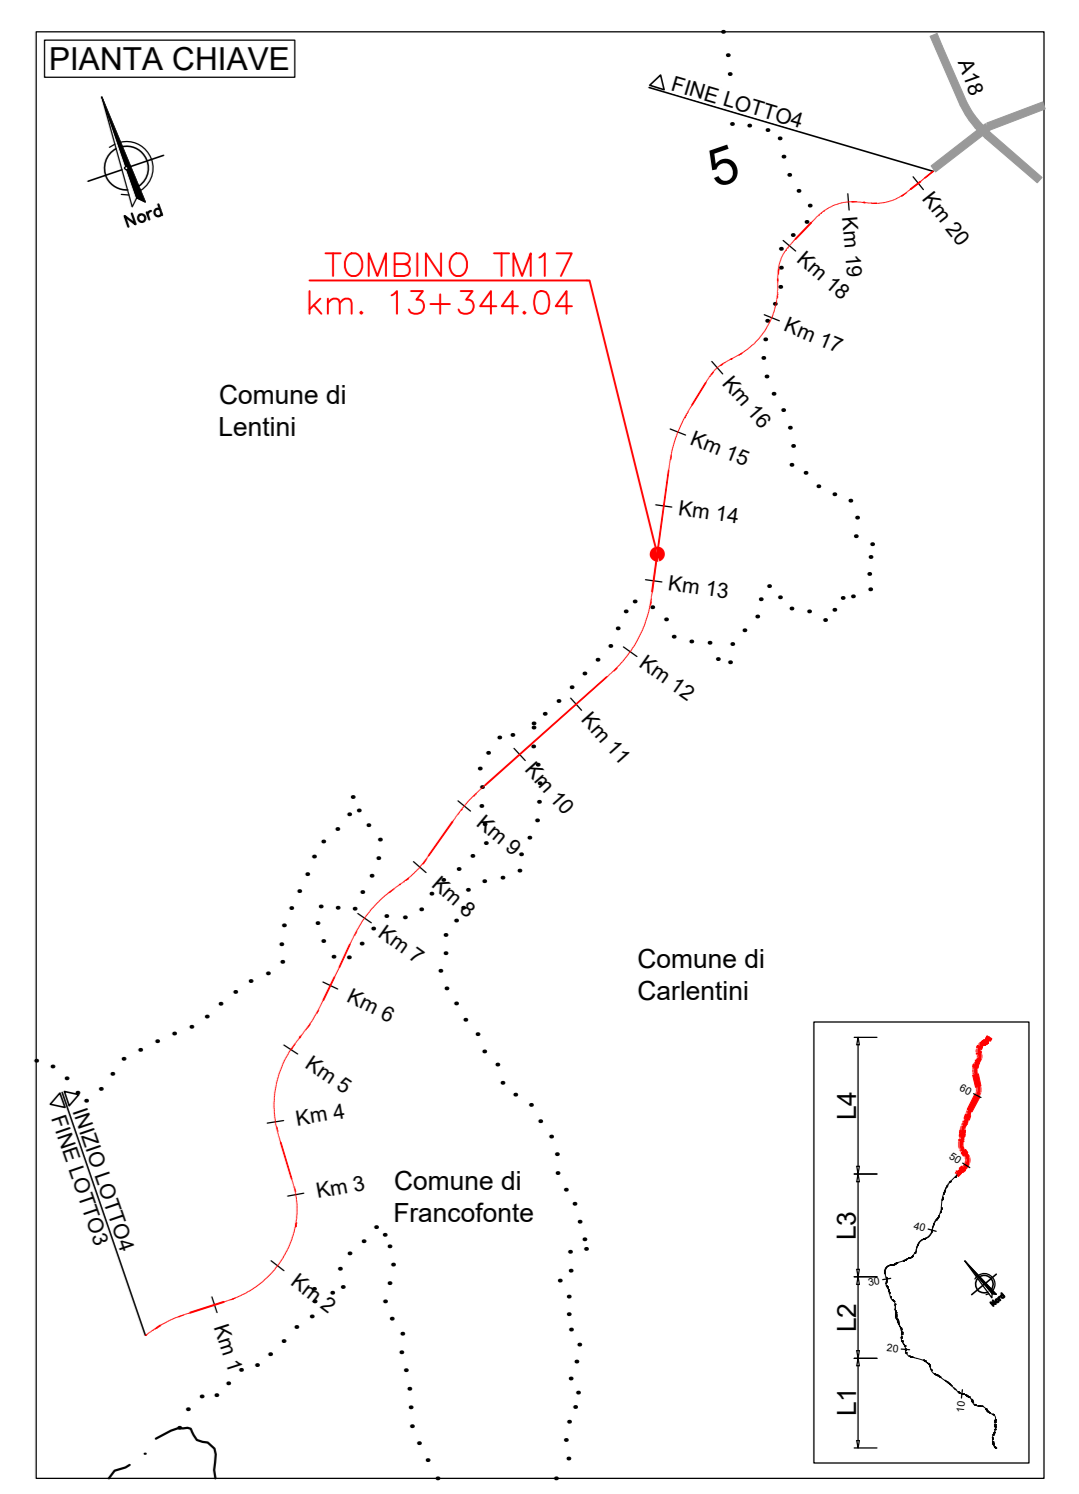 PIANTA CHIAVE
A18
FINE LOTTO4
5
Nord
Km 20
Km 19
Km 18
TOMBINO TM17
km. 13+344.04
Km 17
Comune di
Lentini
Km 16
Km 15
Km 14
Km 13
Km 12
Km 11
Km 10
Km 9
Km 8
Km 7
Comune di
Carlentini
Km 6
Km 5
Km 4
INIZIO LOTTO4
FINE LOTTO3
Km 3
Comune di
Francofonte
Km 2
Km 1
L4
60
50
L3
40
30
Nord
L2
20
L1
10